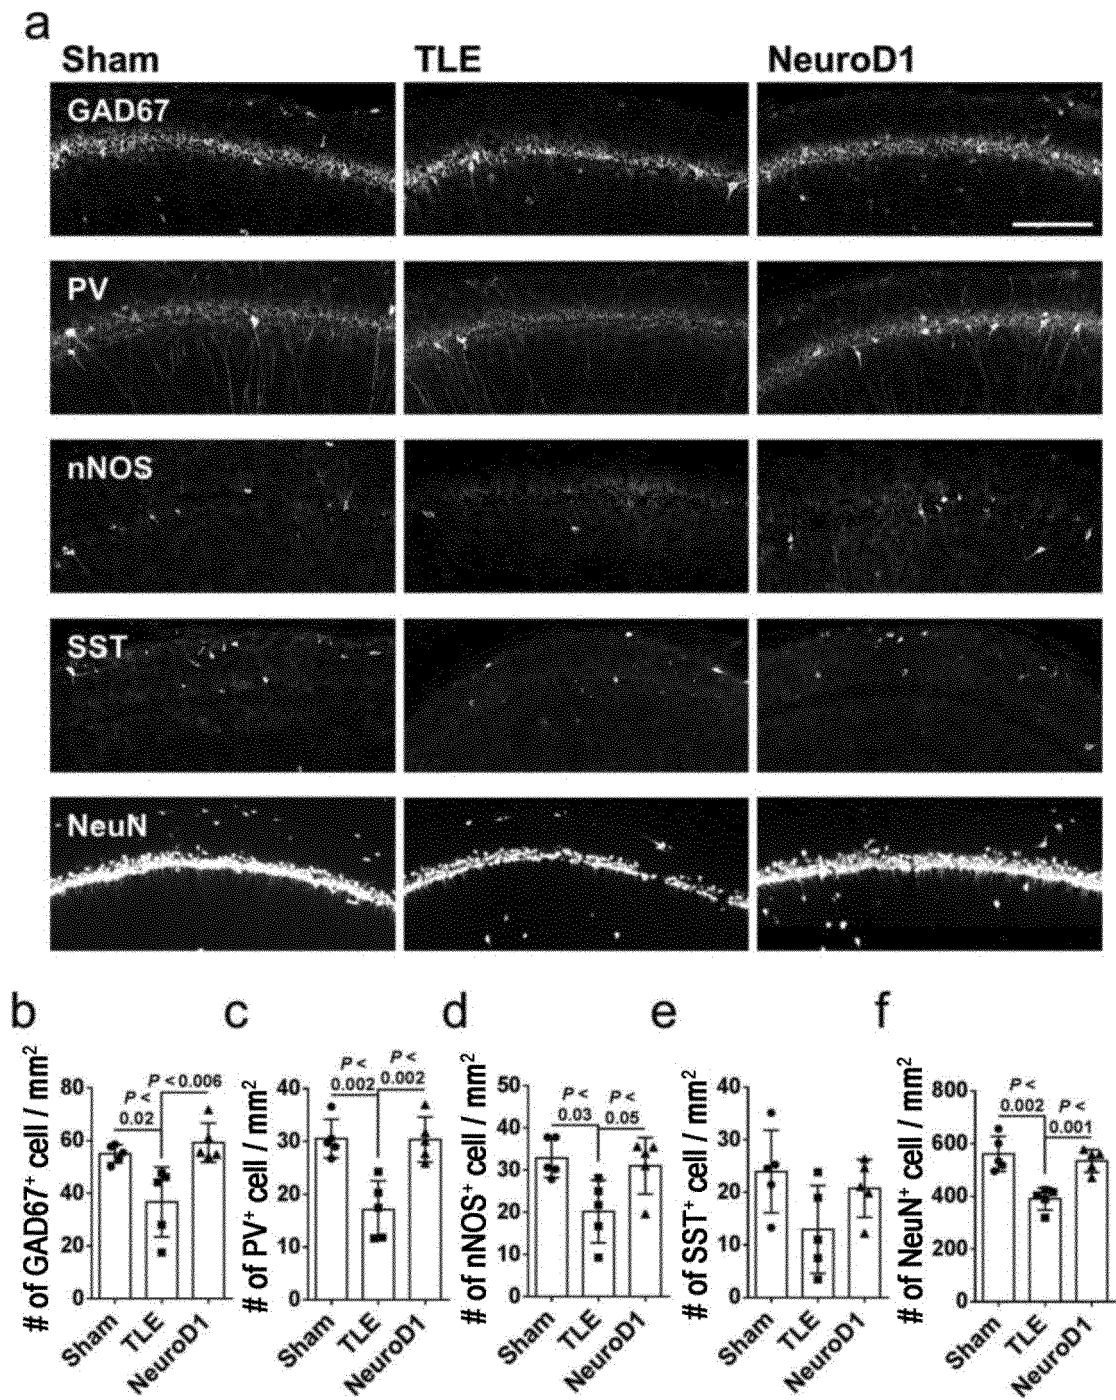 a
Sham TLE NeuroD1
GAD67
PV
nNOS
SST
NeuN
b c d e f
# of GAD67⁺ cell / mm²
80
60
40
20
0
P <
0.02
P < 0.006
Sham
TLE
NeuroD1
# of PV⁺ cell / mm²
40
30
20
10
0
P <
0.002
P <
0.002
Sham
TLE
NeuroD1
# of nNOS⁺ cell / mm²
50
40
30
20
10
0
P <
0.03
P <
0.05
Sham
TLE
NeuroD1
# of SST⁺ cell / mm²
40
30
20
10
0
Sham
TLE
NeuroD1
# of NeuN⁺ cell / mm²
800
600
400
200
0
P <
0.002
P <
0.001
Sham
TLE
NeuroD1